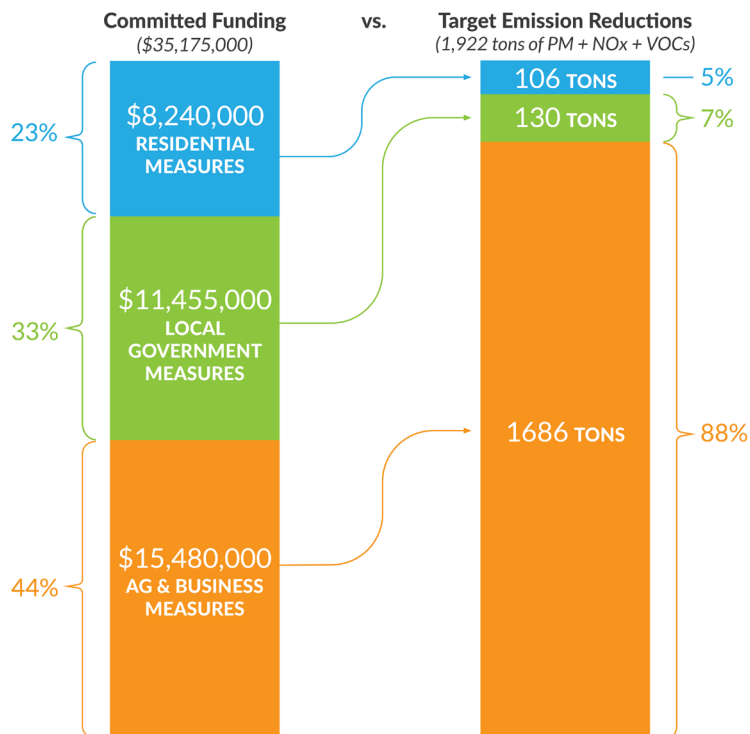 Committed Funding
($35,175,000)
vs.
Target Emission Reductions
(1,922 tons of PM + NOx + VOCs)
23%
$8,240,000
RESIDENTIAL
MEASURES
106 TONS
5%
130 TONS
7%
33%
$11,455,000
LOCAL
GOVERNMENT
MEASURES
1686 TONS
88%
44%
$15,480,000
AG & BUSINESS
MEASURES